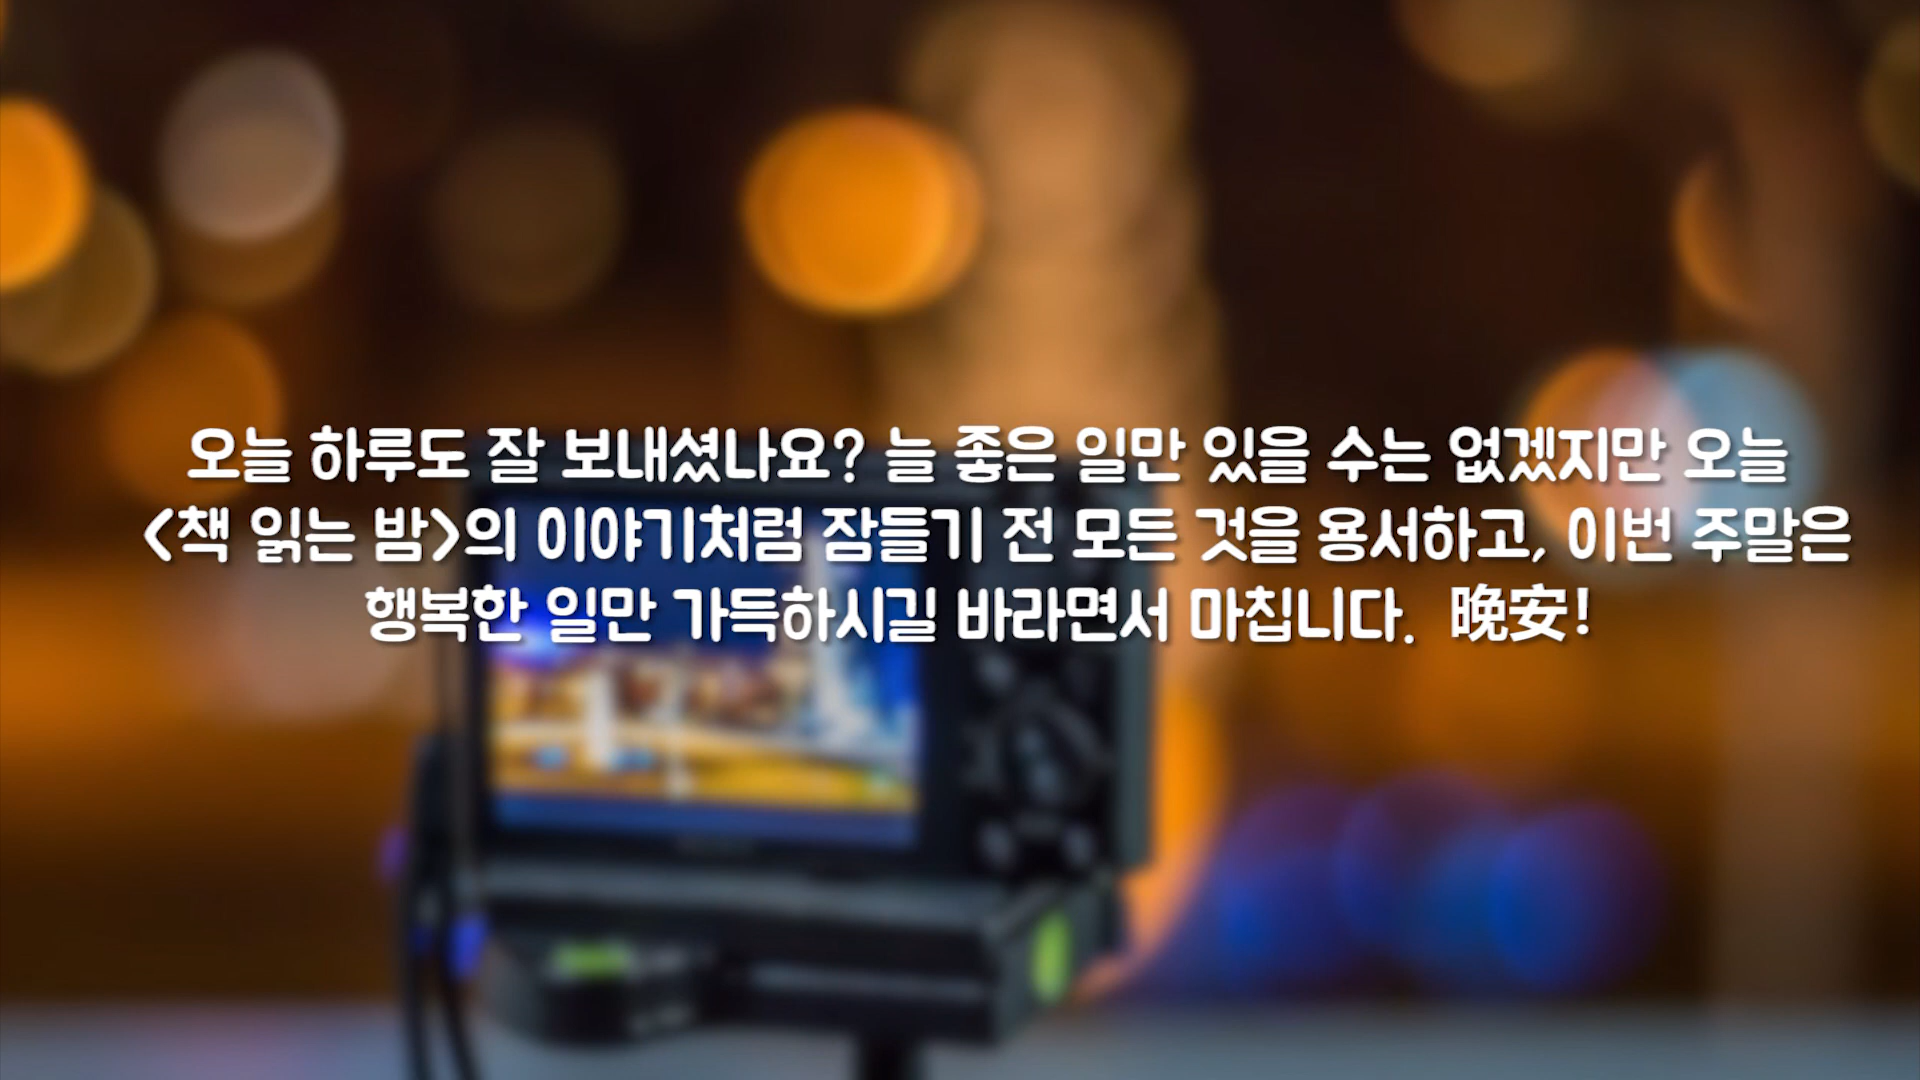 오늘 하루도 잘 보내셨나요? 늘 좋은 일만 있을 수는 없겠지만 오늘
<책 읽는 밤>의 이야기처럼 잠들기 전 모든 것을 용서하고, 이번 주말은
행복한 일만 가득하시길 바라면서 마칩니다. 晚安!